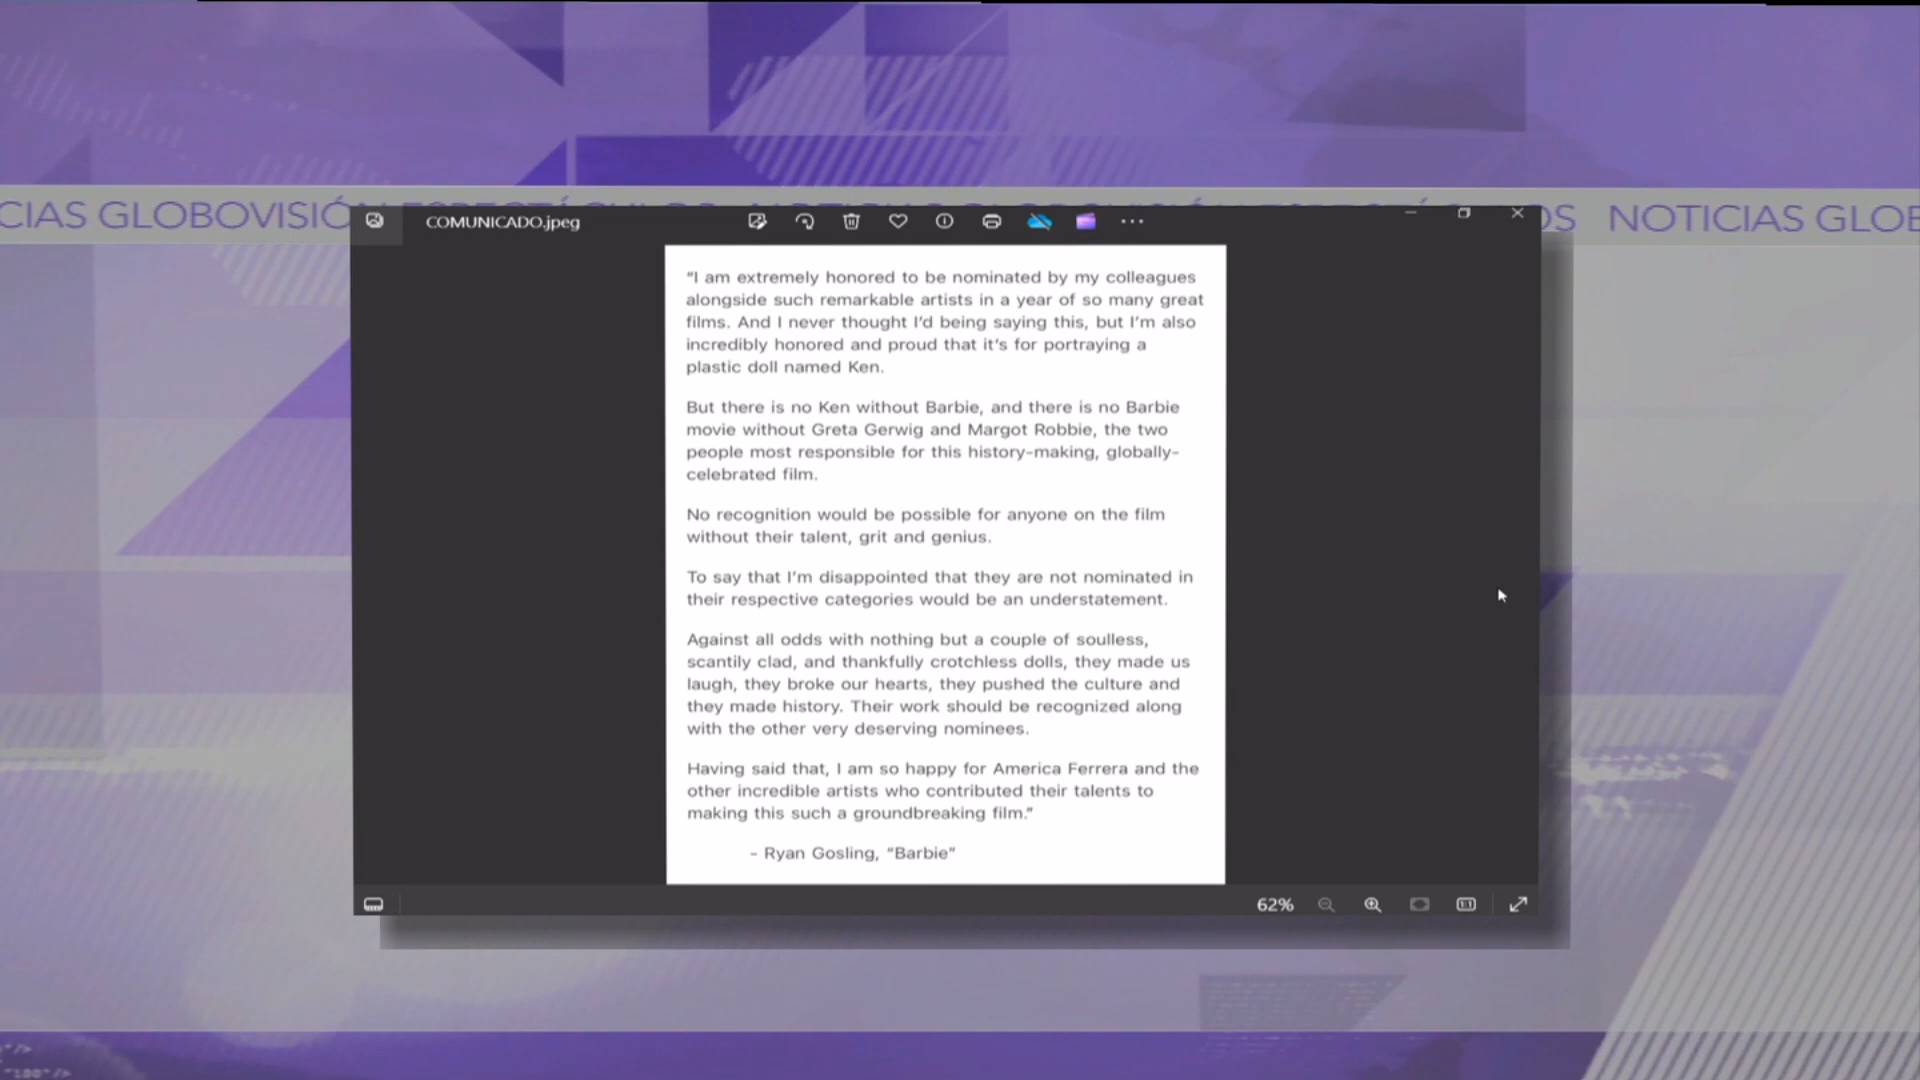 CIAS GLOBOVISIÓN
OS NOTICIAS GLOB
COMUNICADO.jpeg
“I am extremely honored to be nominated by my colleagues
alongside such remarkable artists in a year of so many great
films. And I never thought I’d being saying this, but I’m also
incredibly honored and proud that it’s for portraying a
plastic doll named Ken.
But there is no Ken without Barbie, and there is no Barbie
movie without Greta Gerwig and Margot Robbie, the two
people most responsible for this history-making, globally-
celebrated film.
No recognition would be possible for anyone on the film
without their talent, grit and genius.
To say that I’m disappointed that they are not nominated in
their respective categories would be an understatement.
Against all odds with nothing but a couple of soulless,
scantily clad, and thankfully crotchless dolls, they made us
laugh, they broke our hearts, they pushed the culture and
they made history. Their work should be recognized along
with the other very deserving nominees.
Having said that, I am so happy for America Ferrera and the
other incredible artists who contributed their talents to
making this such a groundbreaking film.”
- Ryan Gosling, “Barbie”
62%